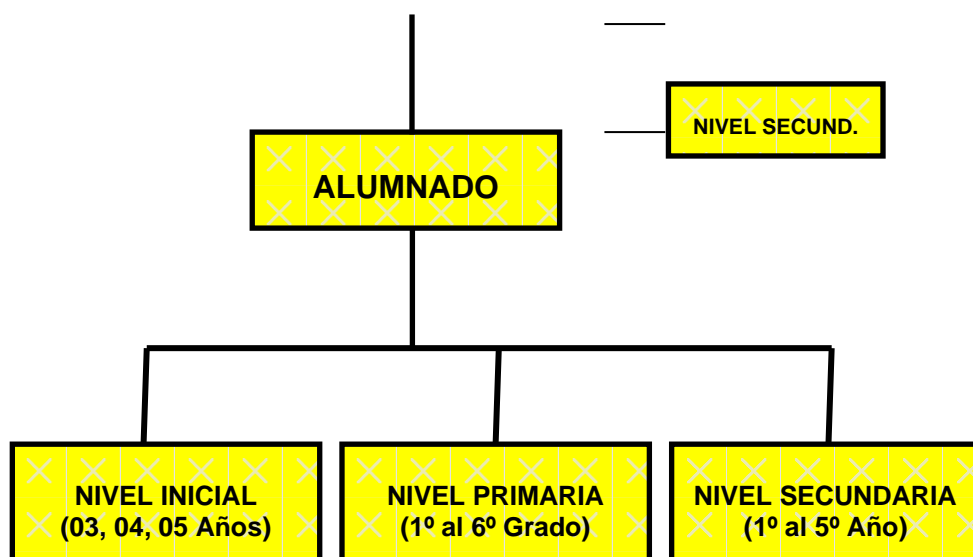 NIVEL SECUND.
ALUMNADO
NIVEL INICIAL
(03, 04, 05 Años)
NIVEL PRIMARIA
(1º al 6º Grado)
NIVEL SECUNDARIA
(1º al 5º Año)